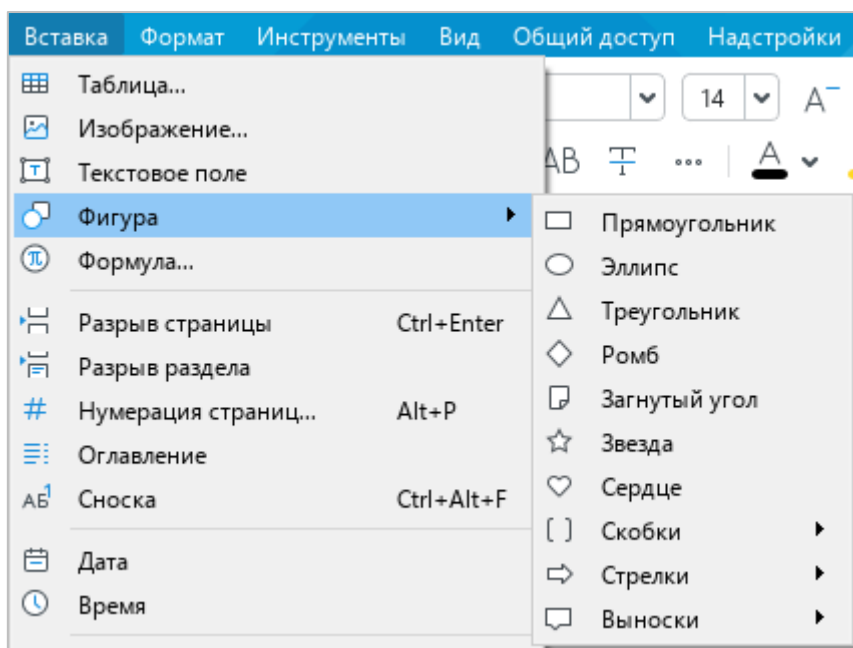 Вставка Формат Инструменты Вид Общий доступ Надстройки
Таблица...
14 A
Изображение...
Текстовое поле
АВ Т A
Фигура
Прямоугольник
Формула...
Эллипс
Треугольник
Разрыв страницы Ctrl+Enter
Ромб
Разрыв раздела
Загнутый угол
# Нумерация страниц... Alt+P
Звезда
Оглавление
Сердце
АБ1 Сноска Ctrl+Alt+F
[ ] Скобки
Дата
Стрелки
Время
Выноски